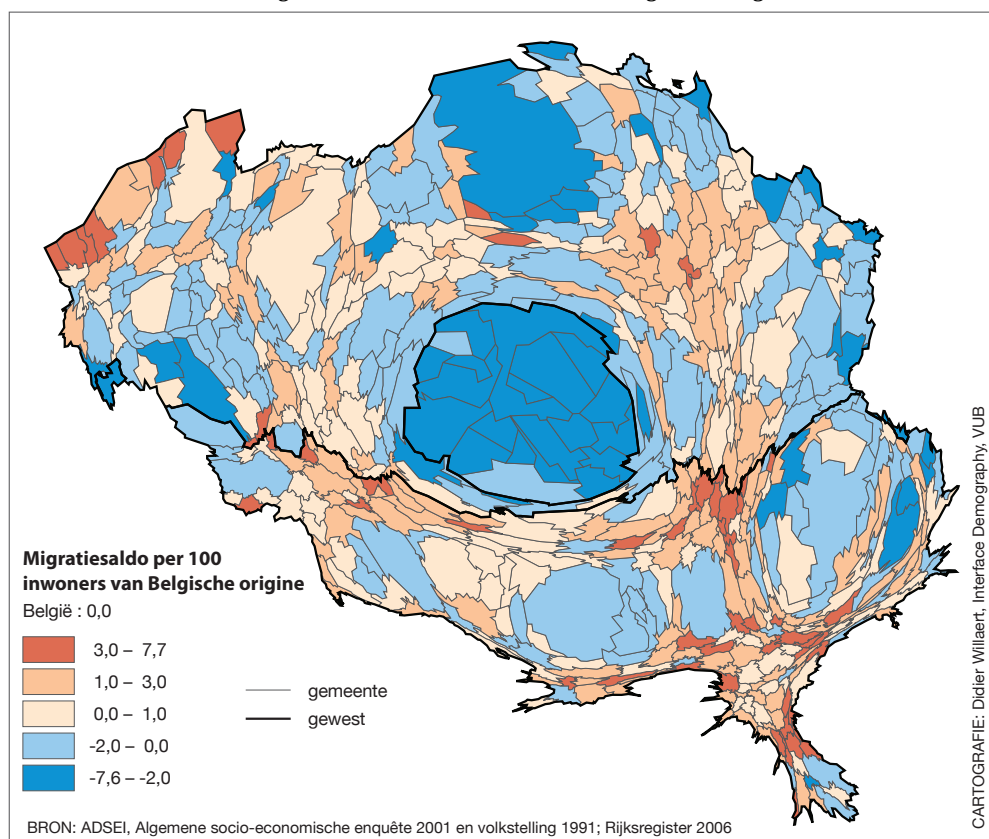 Migratiesaldo per 100
inwoners van Belgische origine
België : 0,0
3,0 – 7,7
1,0 – 3,0
0,0 – 1,0
-2,0 – 0,0
-7,6 – -2,0
gemeente
gewest
BRON: ADSEI, Algemene socio-economische enquête 2001 en volkstelling 1991; Rijksregister 2006
CARTOGRAFIE: Didier Willaert, Interface Demography, VUB